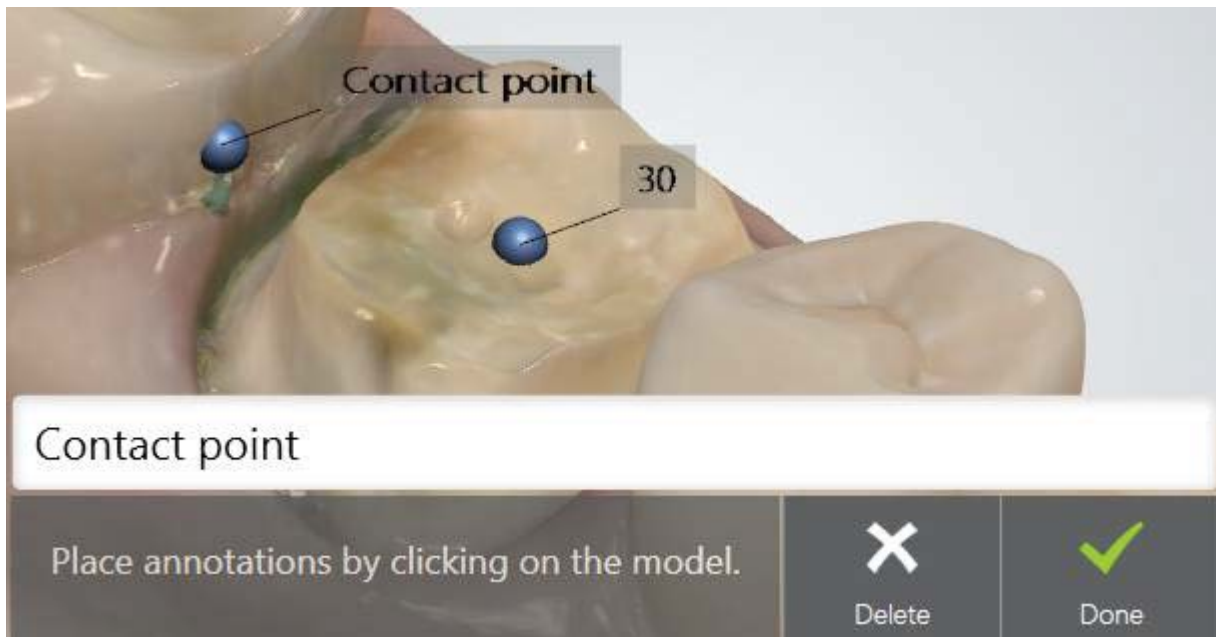 Contact point
30
Contact point
Place annotations by clicking on the model.
Delete
Done